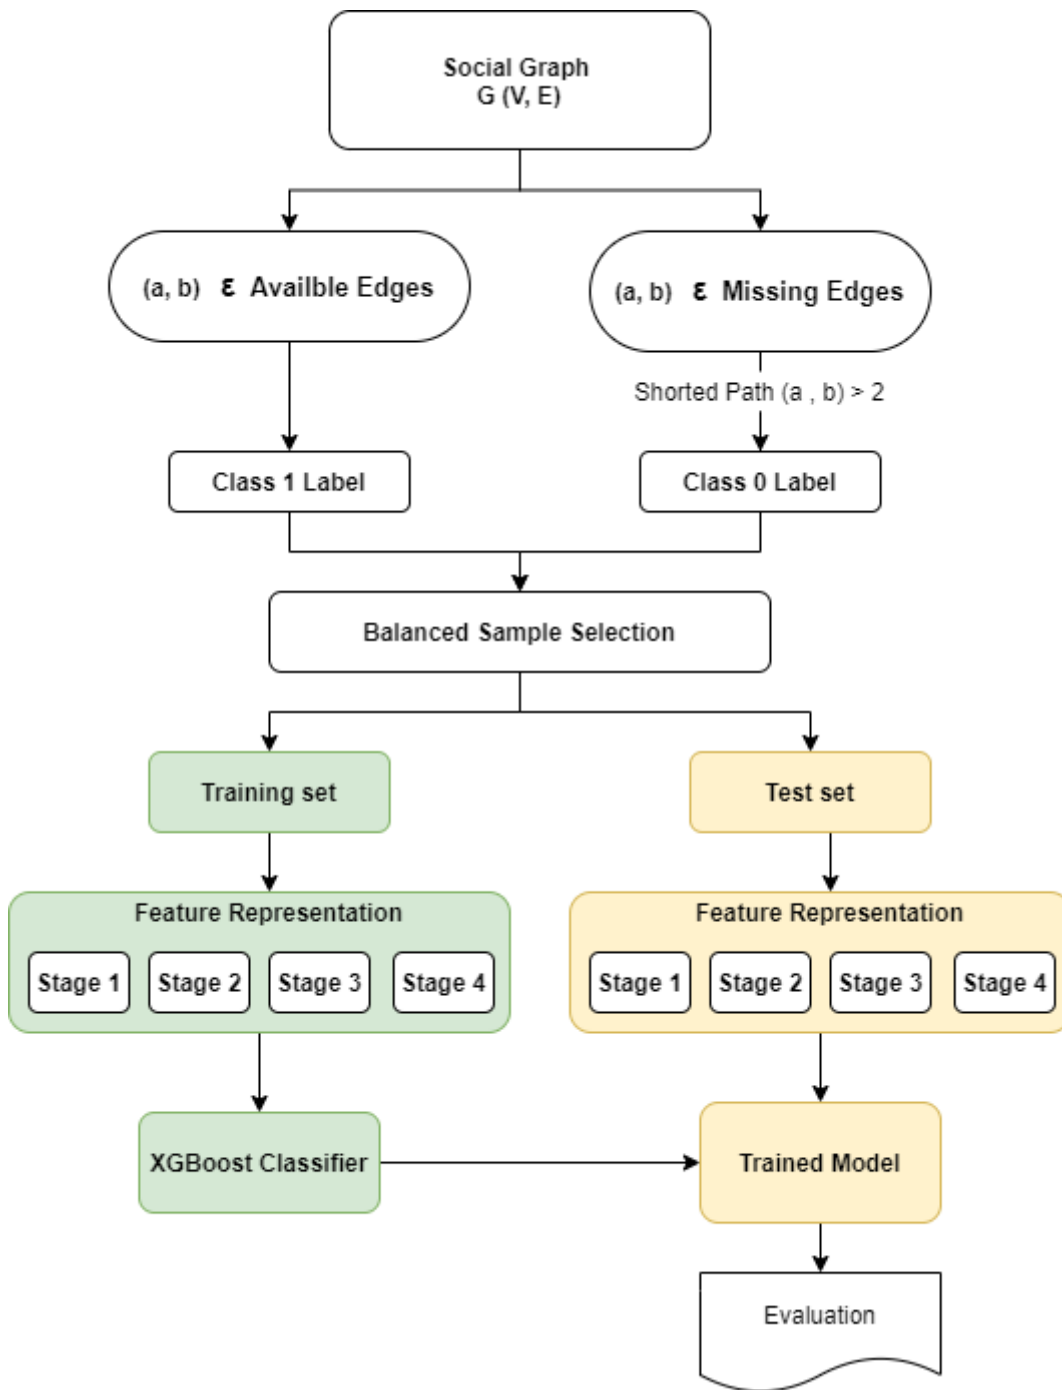 Social Graph
G (V, E)
(a, b) ε Availble Edges
(a, b) ε Missing Edges
Shorted Path (a , b) > 2
Class 1 Label
Class 0 Label
Balanced Sample Selection
Training set
Test set
Feature Representation
Stage 1
Stage 2
Stage 3
Stage 4
Feature Representation
Stage 1
Stage 2
Stage 3
Stage 4
XGBoost Classifier
Trained Model
Evaluation